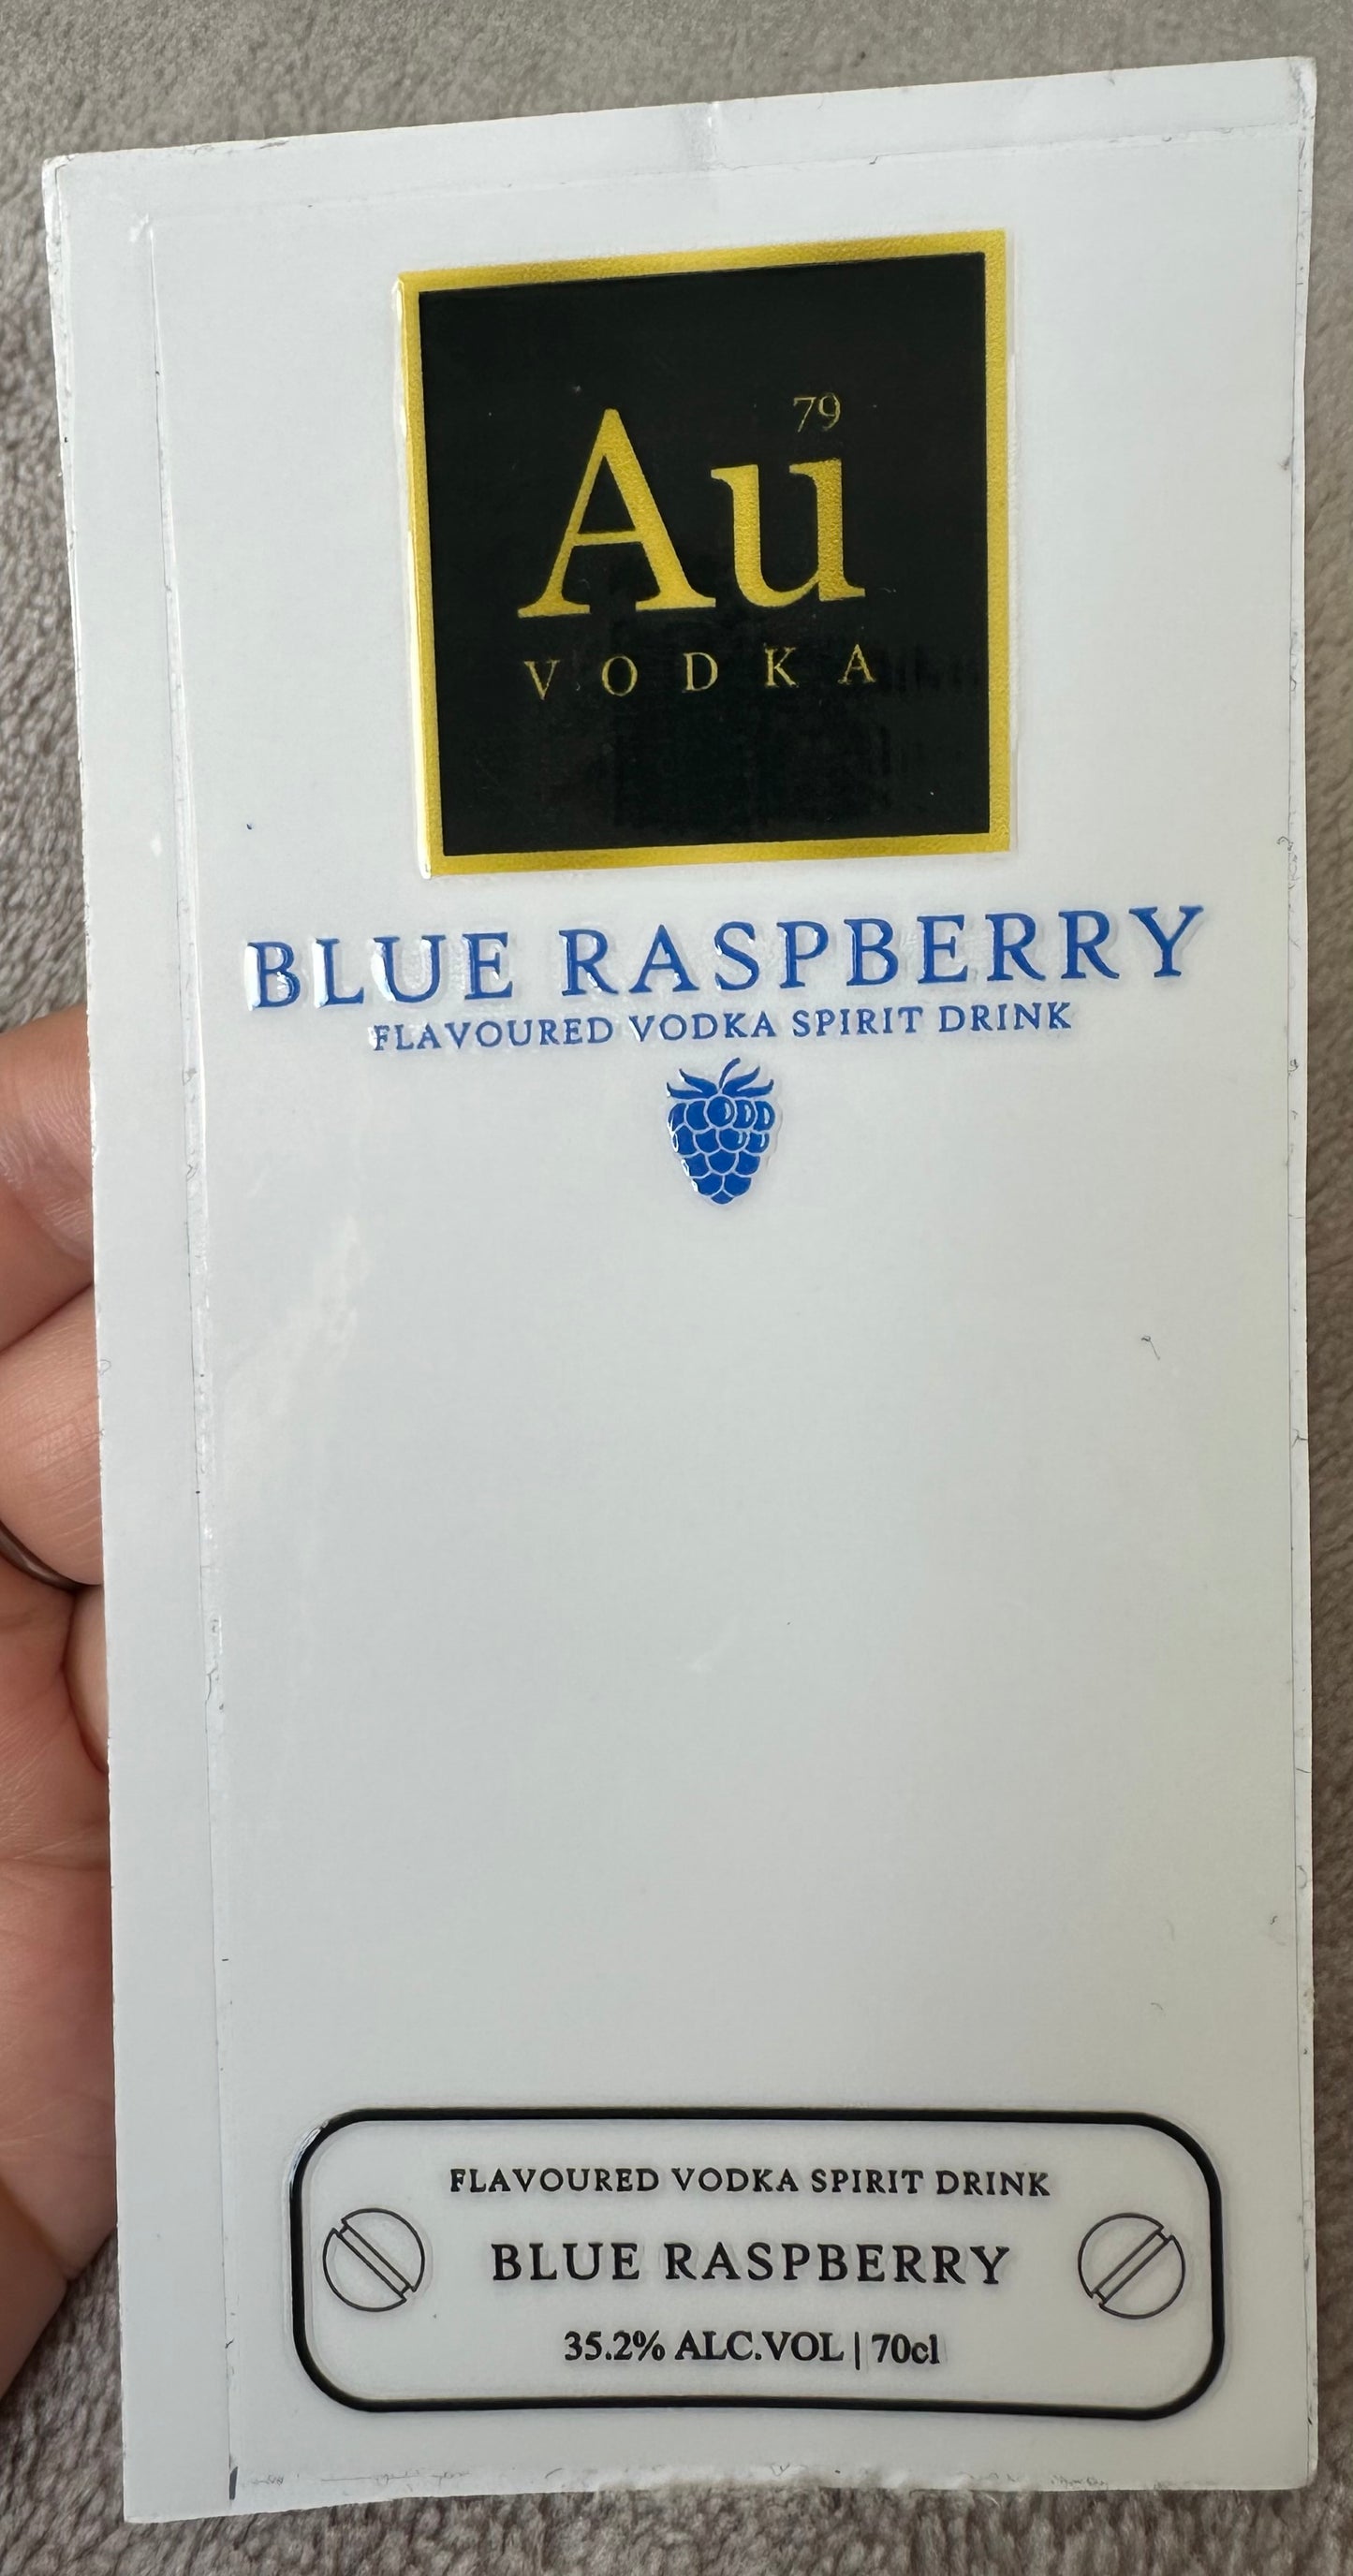 79
Au
VODKA
BLUE RASPBERRY
FLAVOURED VODKA SPIRIT DRINK
FLAVOURED VODKA SPIRIT DRINK
BLUE RASPBERRY
35.2% ALC.VOL | 70cl